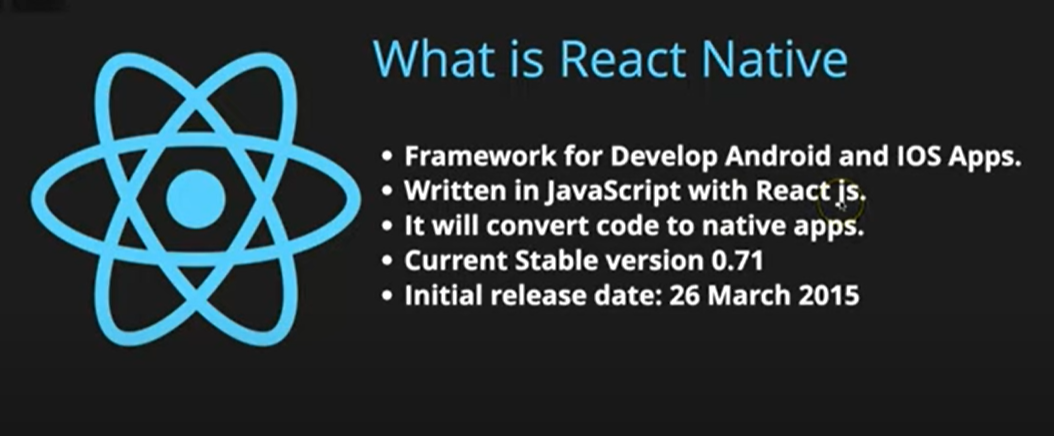 What is React Native
• Framework for Develop Android and IOS Apps.
• Written in JavaScript with React js.
• It will convert code to native apps.
• Current Stable version 0.71
• Initial release date: 26 March 2015